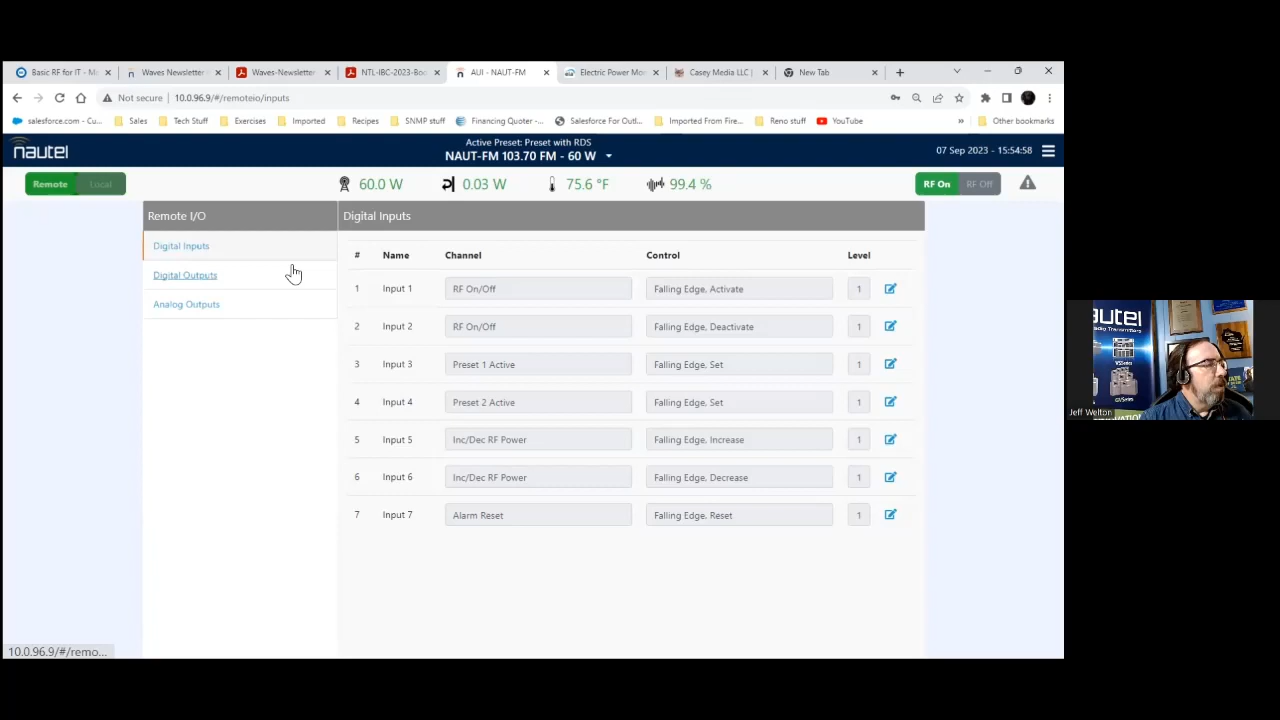 Basic RF for IT - M
Waves Newsletter
Waves-Newsletter
NTL-IBC-2023-Boo
AUI - NAUT-FM
Electric Power Mo
Casey Media LLC |
New Tab
Not secure | 10.0.96.9/#/remoteio/inputs
salesforce.com - Cu... Sales Tech Stuff Exercises Imported Recipes SNMP stuff Financing Quoter -... Salesforce For Outl... Imported From Fire... Reno stuff YouTube » Other bookmarks
nautel
Active Preset: Preset with RDS
NAUT-FM 103.70 FM - 60 W
07 Sep 2023 - 15:54:58
Remote Local 60.0 W 0.03 W 75.6 °F 99.4 % RF On RF Off
Remote I/O
Digital Inputs
Digital Outputs
Analog Outputs
Digital Inputs
# Name Channel Control Level
1 Input 1 RF On/Off Falling Edge, Activate 1
2 Input 2 RF On/Off Falling Edge, Deactivate 1
3 Input 3 Preset 1 Active Falling Edge, Set 1
4 Input 4 Preset 2 Active Falling Edge, Set 1
5 Input 5 Inc/Dec RF Power Falling Edge, Increase 1
6 Input 6 Inc/Dec RF Power Falling Edge, Decrease 1
7 Input 7 Alarm Reset Falling Edge, Reset 1
10.0.96.9/#/remo...
autel
adio Transmitters
Jeff Welton